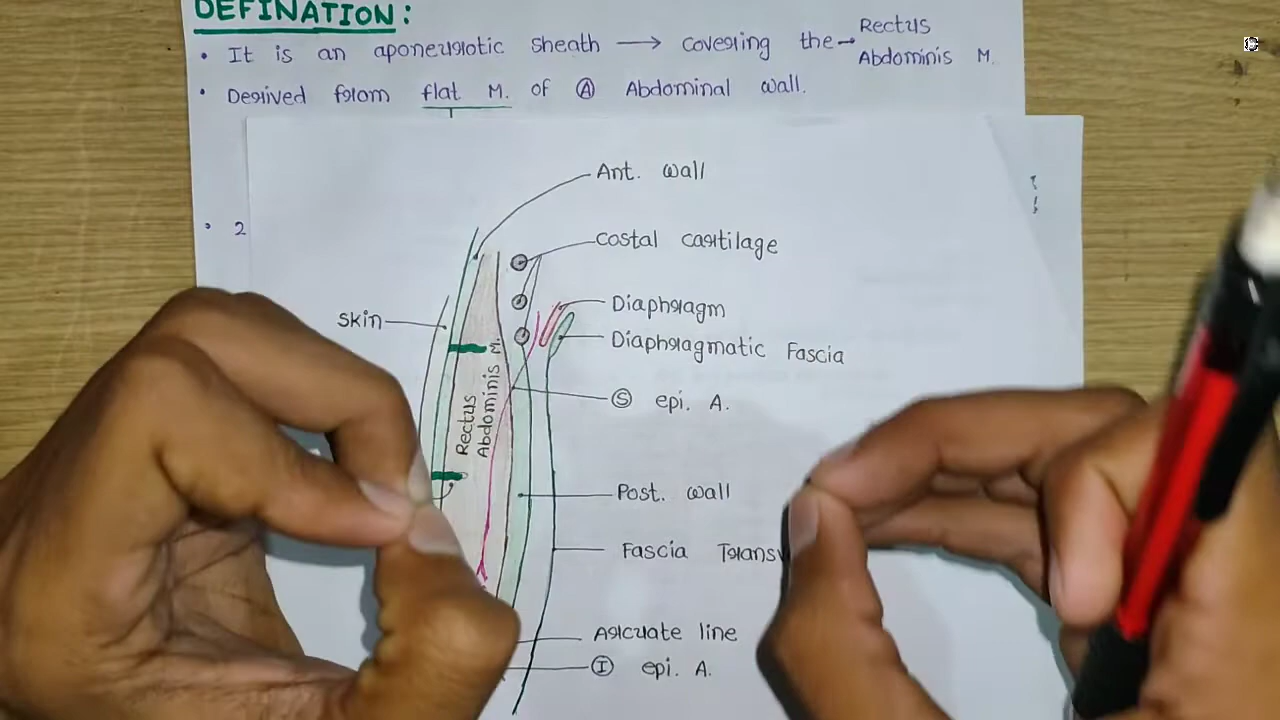 DEFINATION:
• It is an aponeurotic sheath → covering the → Rectus Abdominis M.
• Derived from flat M. of Ⓐ Abdominal wall.
• 2
Ant. wall
costal cartilage
Diaphragm
skin
Diaphragmatic Fascia
Rectus
Abdominis M.
Ⓢ epi. A.
Post. wall
Fascia Transv
Arcuate line
Ⓘ epi. A.